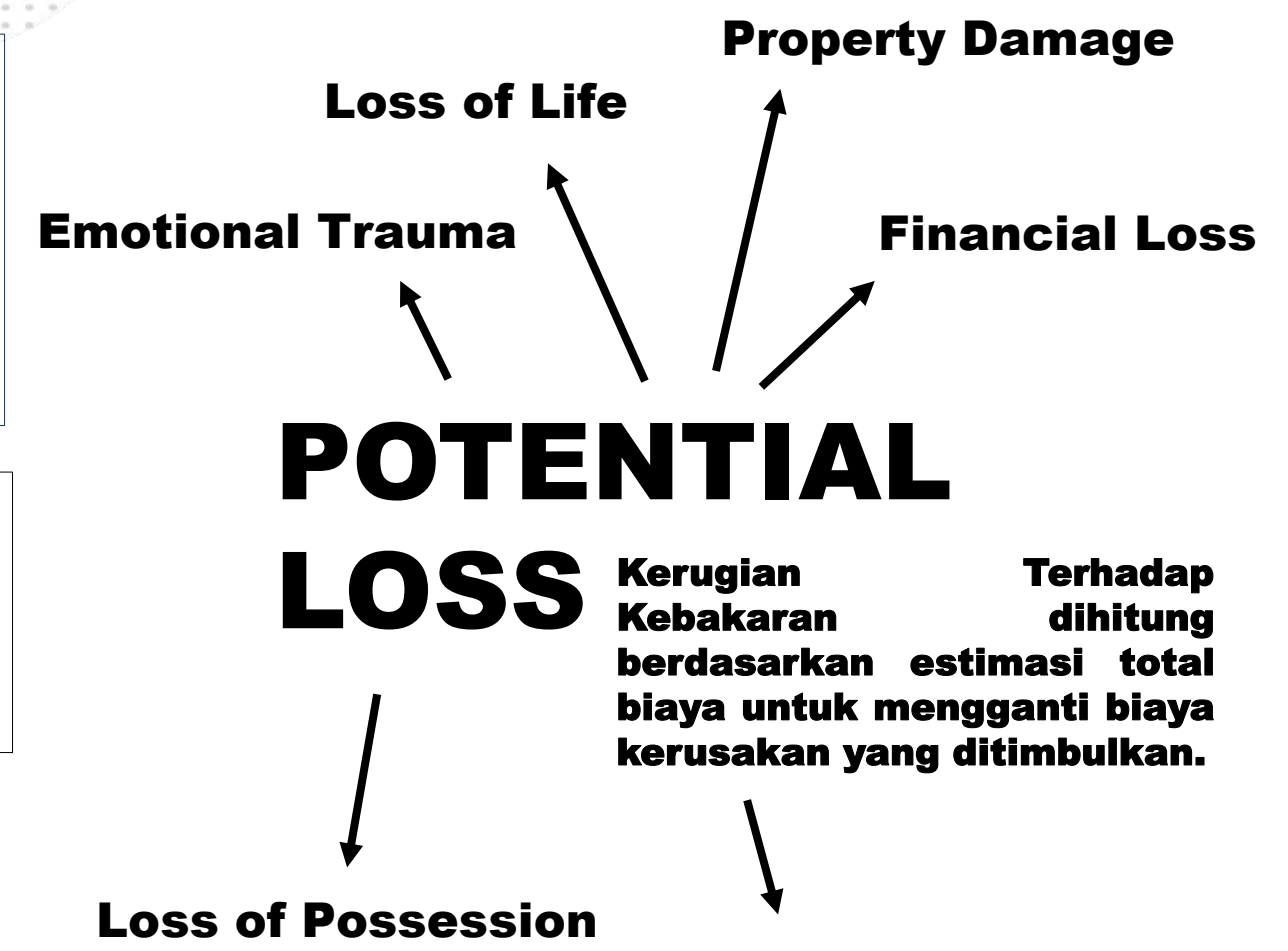 Property Damage
Loss of Life
Emotional Trauma
Financial Loss
POTENTIAL
LOSS
Kerugian Terhadap
Kebakaran dihitung
berdasarkan estimasi total
biaya untuk mengganti biaya
kerusakan yang ditimbulkan.
Loss of Possession